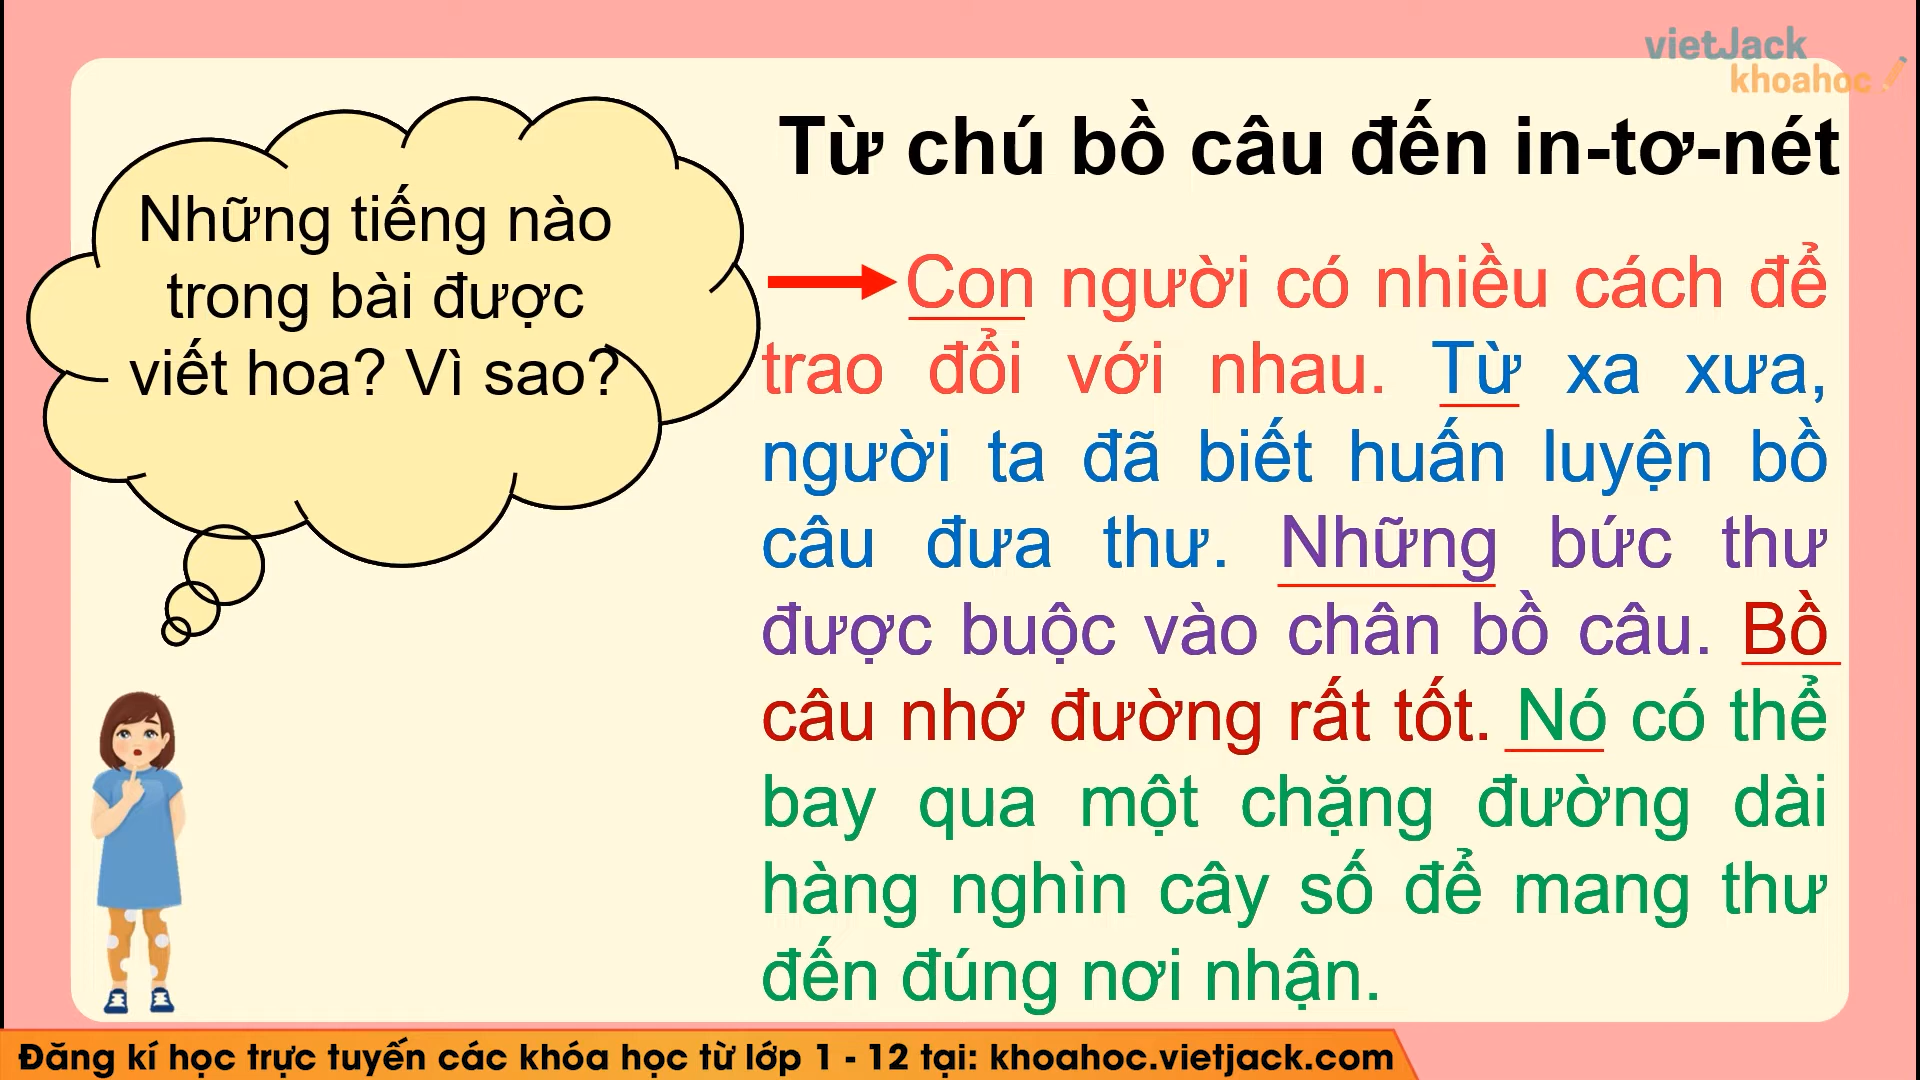 vietJack
khoahoc
Những tiếng nào
trong bài được
viết hoa? Vì sao?
Từ chú bồ câu đến in-tơ-nét
Con người có nhiều cách để
trao đổi với nhau. Từ xa xưa,
người ta đã biết huấn luyện bồ
câu đưa thư. Những bức thư
được buộc vào chân bồ câu. Bồ
câu nhớ đường rất tốt. Nó có thể
bay qua một chặng đường dài
hàng nghìn cây số để mang thư
đến đúng nơi nhận.
Đăng kí học trực tuyến các khóa học từ lớp 1 - 12 tại: khoahoc.vietjack.com